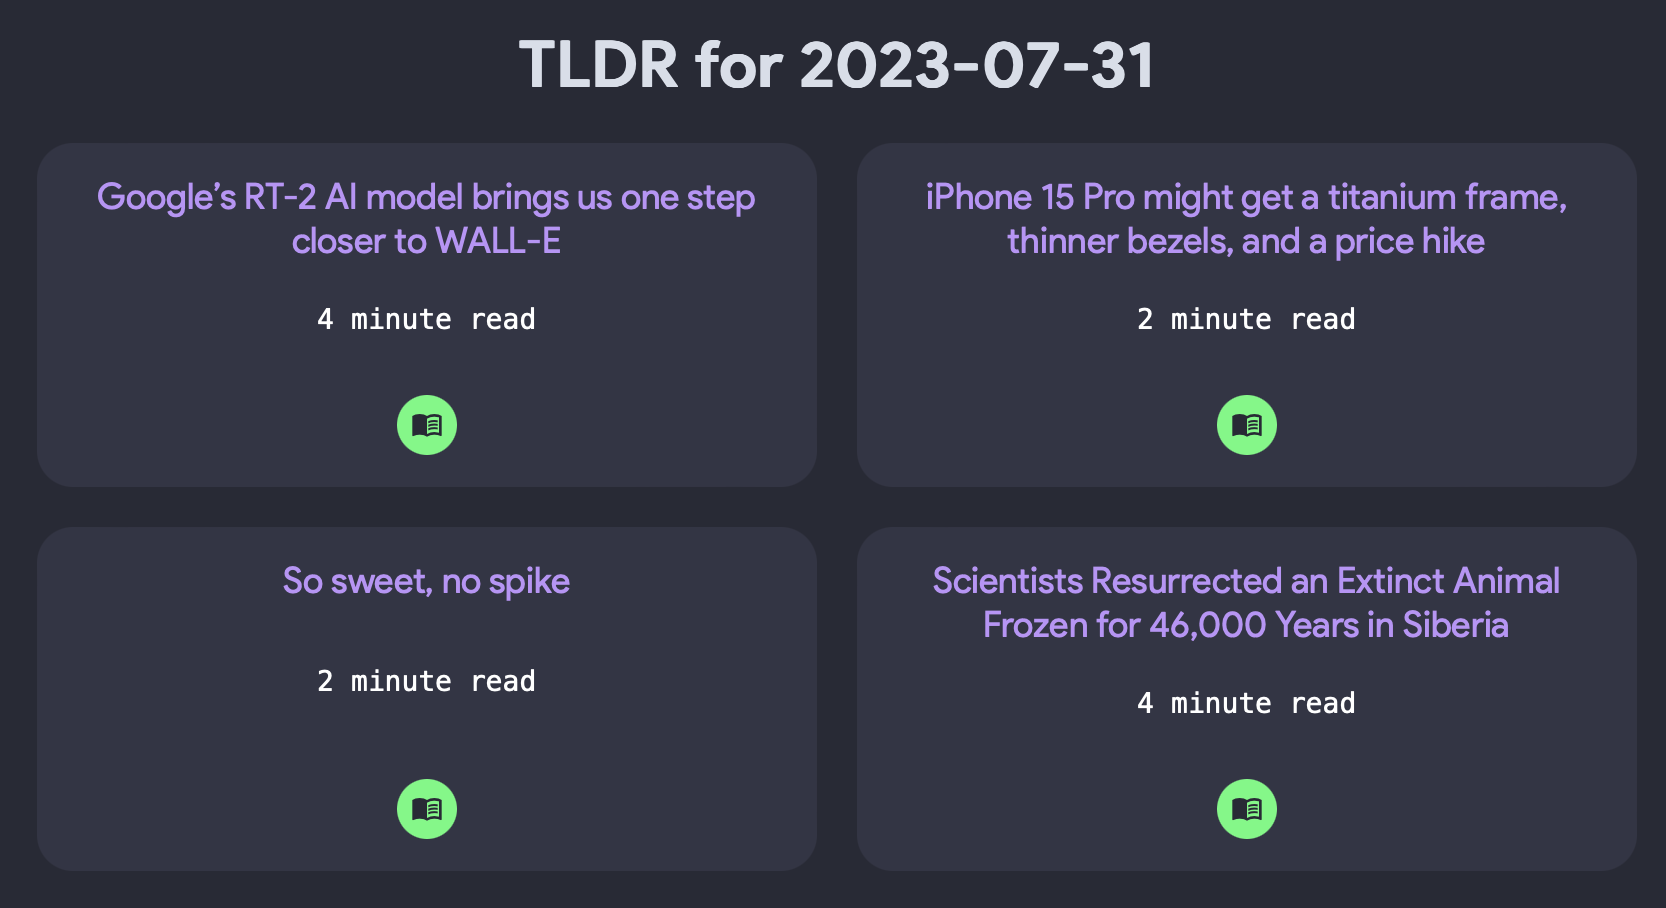 TLDR for 2023-07-31
Google’s RT-2 AI model brings us one step
closer to WALL-E
4 minute read
iPhone 15 Pro might get a titanium frame,
thinner bezels, and a price hike
2 minute read
So sweet, no spike
2 minute read
Scientists Resurrected an Extinct Animal
Frozen for 46,000 Years in Siberia
4 minute read